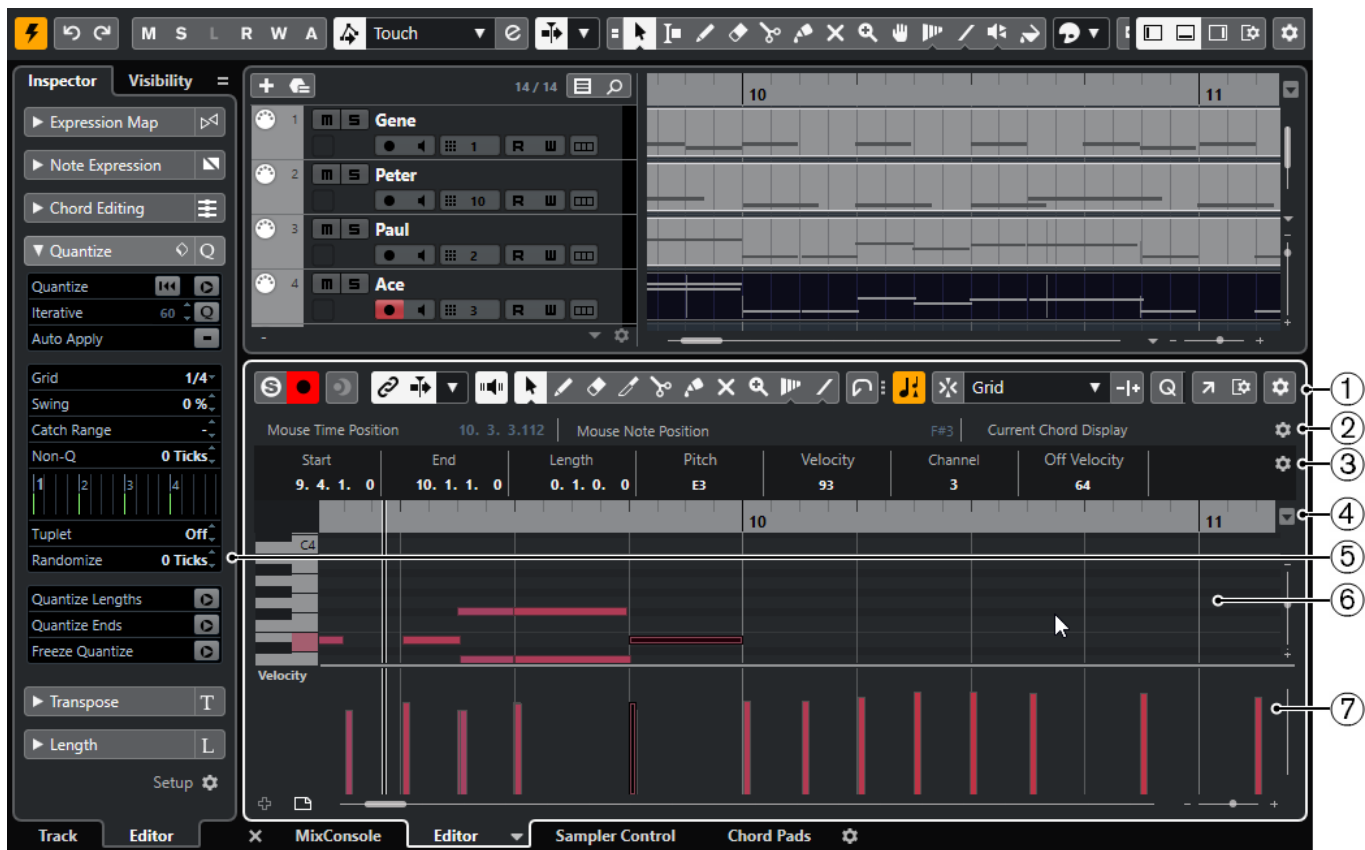 M S L R W A Touch
Inspector Visibility
Expression Map
Note Expression
Chord Editing
Quantize Q
Quantize
Iterative 60 Q
Auto Apply
Grid 1/4
Swing 0 %
Catch Range -
Non-Q 0 Ticks
1 2 3 4
Tuplet Off
Randomize 0 Ticks
Quantize Lengths
Quantize Ends
Freeze Quantize
Transpose T
Length L
Setup
Track Editor
14 / 14
10 11
1 m S Gene
1 R W
2 m S Peter
10 R W
3 m S Paul
2 R W
4 m S Ace
3 R W
-
S Grid Q
Mouse Time Position 10. 3. 3.112 Mouse Note Position F#3 Current Chord Display
Start End Length Pitch Velocity Channel Off Velocity
9. 4. 1. 0 10. 1. 1. 0 0. 1. 0. 0 E3 93 3 64
10 11
C4
Velocity
MixConsole Editor Sampler Control Chord Pads
1
2
3
4
5
6
7